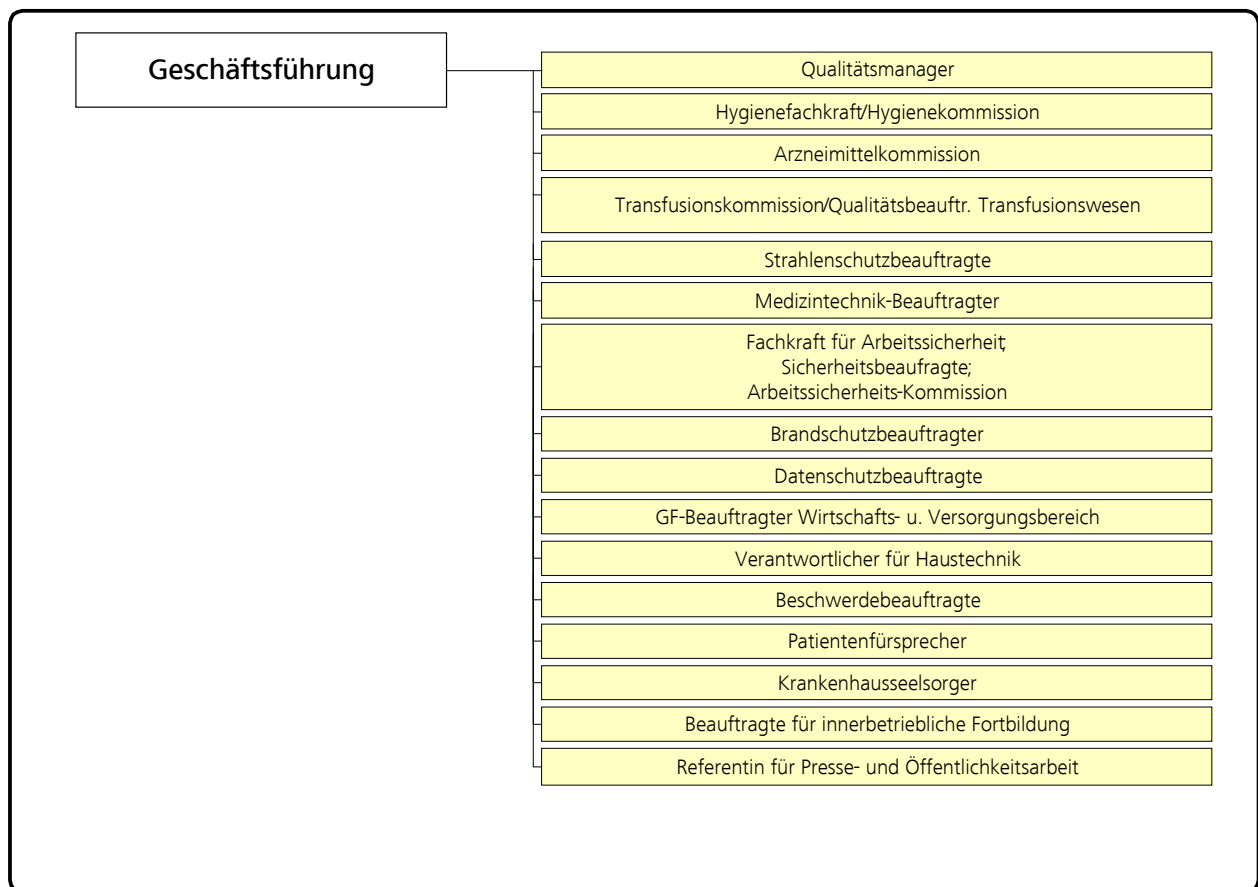 Geschäftsführung
Qualitätsmanager
Hygienefachkraft/Hygienekommission
Arzneimittelkommission
Transfusionskommission/Qualitätsbeauftr. Transfusionswesen
Strahlenschutzbeauftragte
Medizintechnik-Beauftragter
Fachkraft für Arbeitssicherheit;
Sicherheitsbeaufragte;
Arbeitssicherheits-Kommission
Brandschutzbeauftragter
Datenschutzbeauftragte
GF-Beauftragter Wirtschafts- u. Versorgungsbereich
Verantwortlicher für Haustechnik
Beschwerdebeauftragte
Patientenfürsprecher
Krankenhausseelsorger
Beauftragte für innerbetriebliche Fortbildung
Referentin für Presse- und Öffentlichkeitsarbeit